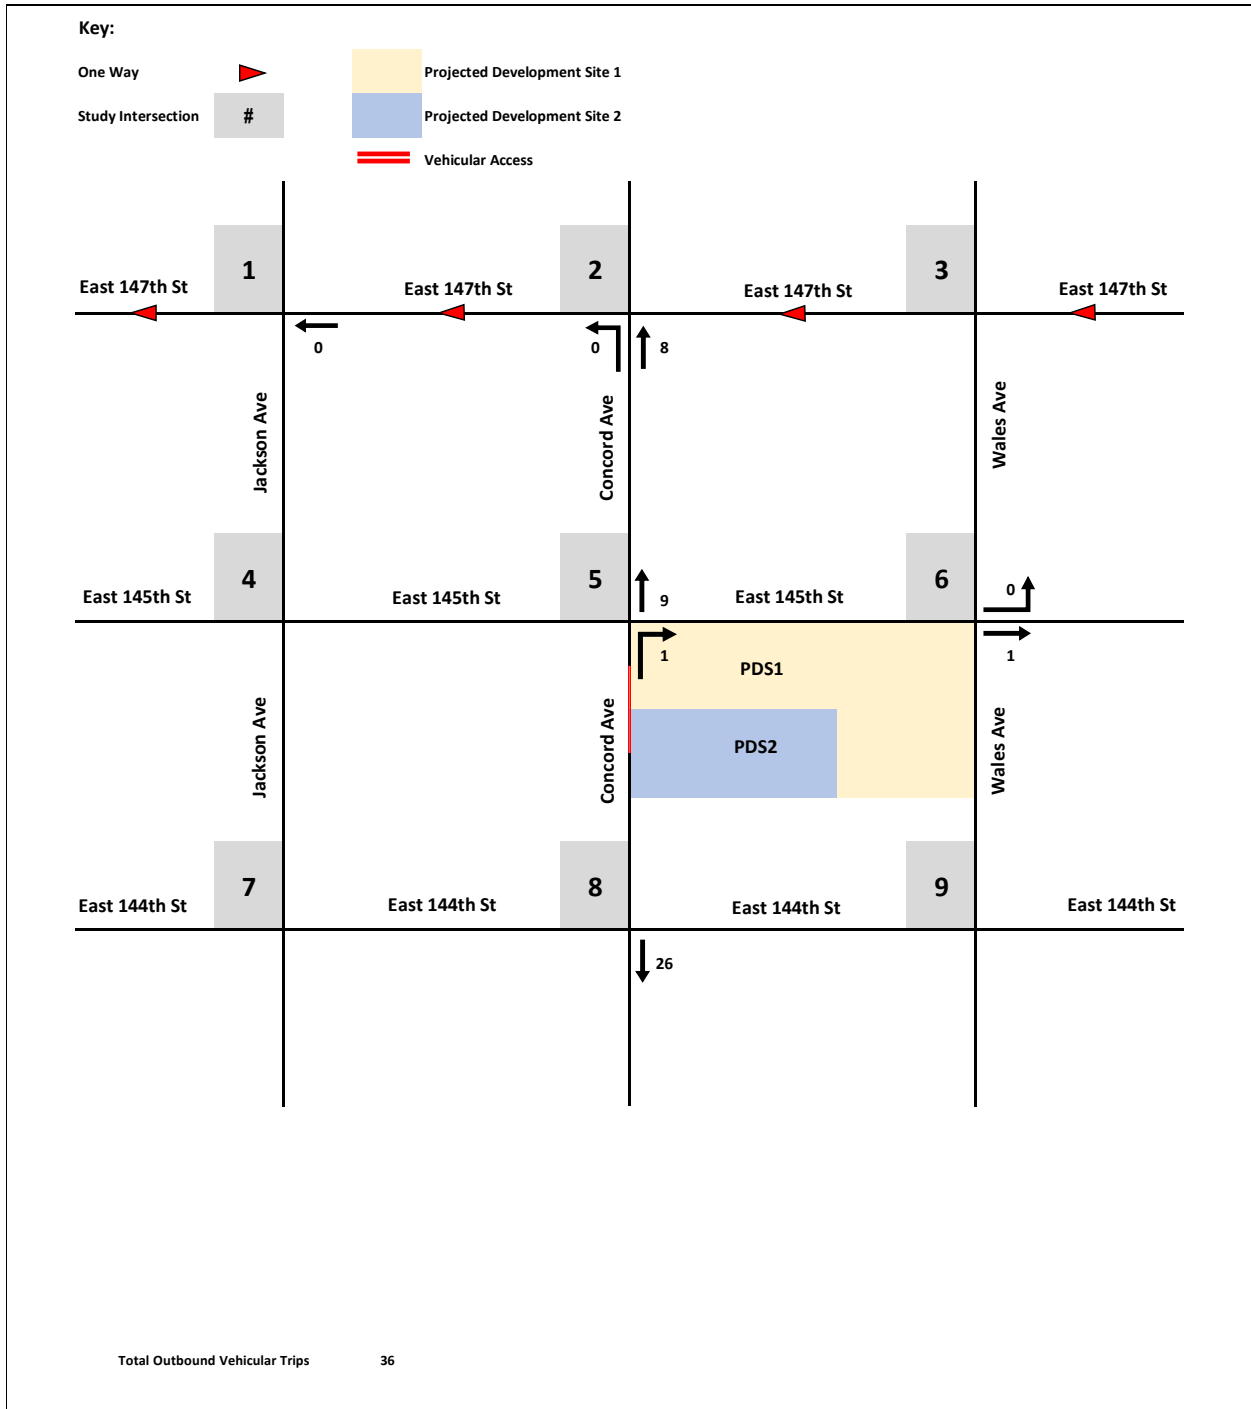 Key:
One Way
Projected Development Site 1
Study Intersection # Projected Development Site 2
Vehicular Access
1 2 3
East 147th St East 147th St East 147th St East 147th St
0 0 8
Jackson Ave Concord Ave Wales Ave
4 5 6
East 145th St East 145th St 9 East 145th St 0
1 PDS1 1
Jackson Ave Concord Ave PDS2 Wales Ave
7 8 9
East 144th St East 144th St East 144th St East 144th St
26
Total Outbound Vehicular Trips 36